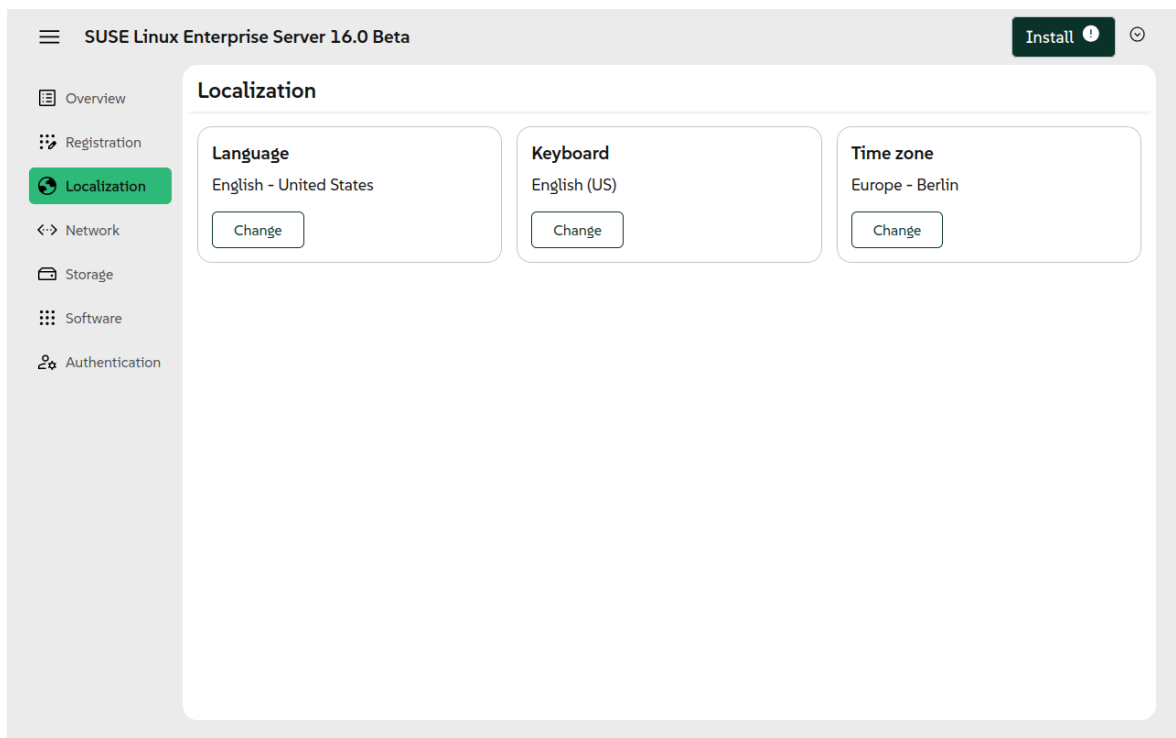 SUSE Linux Enterprise Server 16.0 Beta
Install !
Overview
Registration
Localization
Network
Storage
Software
Authentication
Localization
Language
English - United States
Change
Keyboard
English (US)
Change
Time zone
Europe - Berlin
Change